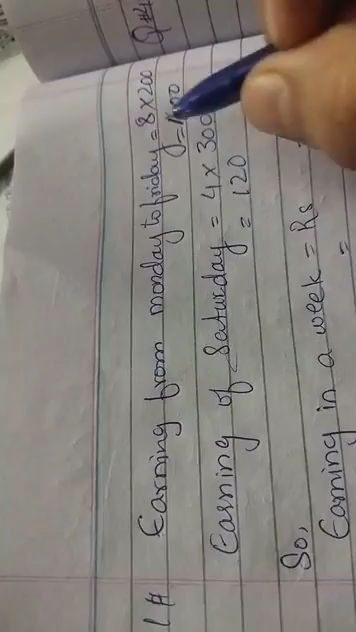 Q#4
1# Earning from monday to friday = 8 x 200
Earning of Saturday = 4 x 300
= 120
So,
Earning in a week = Rs
=